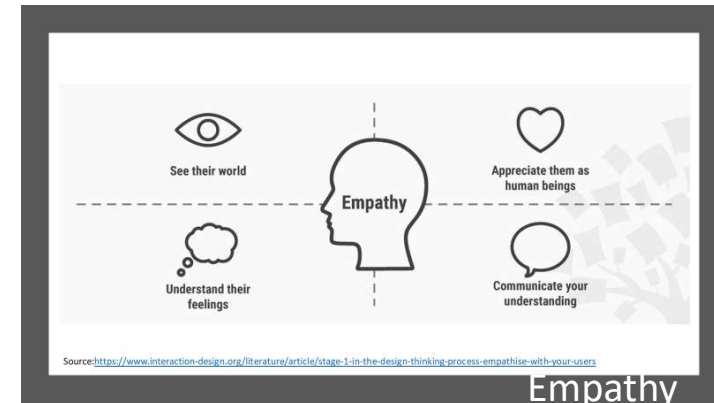 See their world
Appreciate them as
human beings
Empathy
Understand their
feelings
Communicate your
understanding
Source:https://www.interaction-design.org/literature/article/stage-1-in-the-design-thinking-process-empathise-with-your-users
Empathy